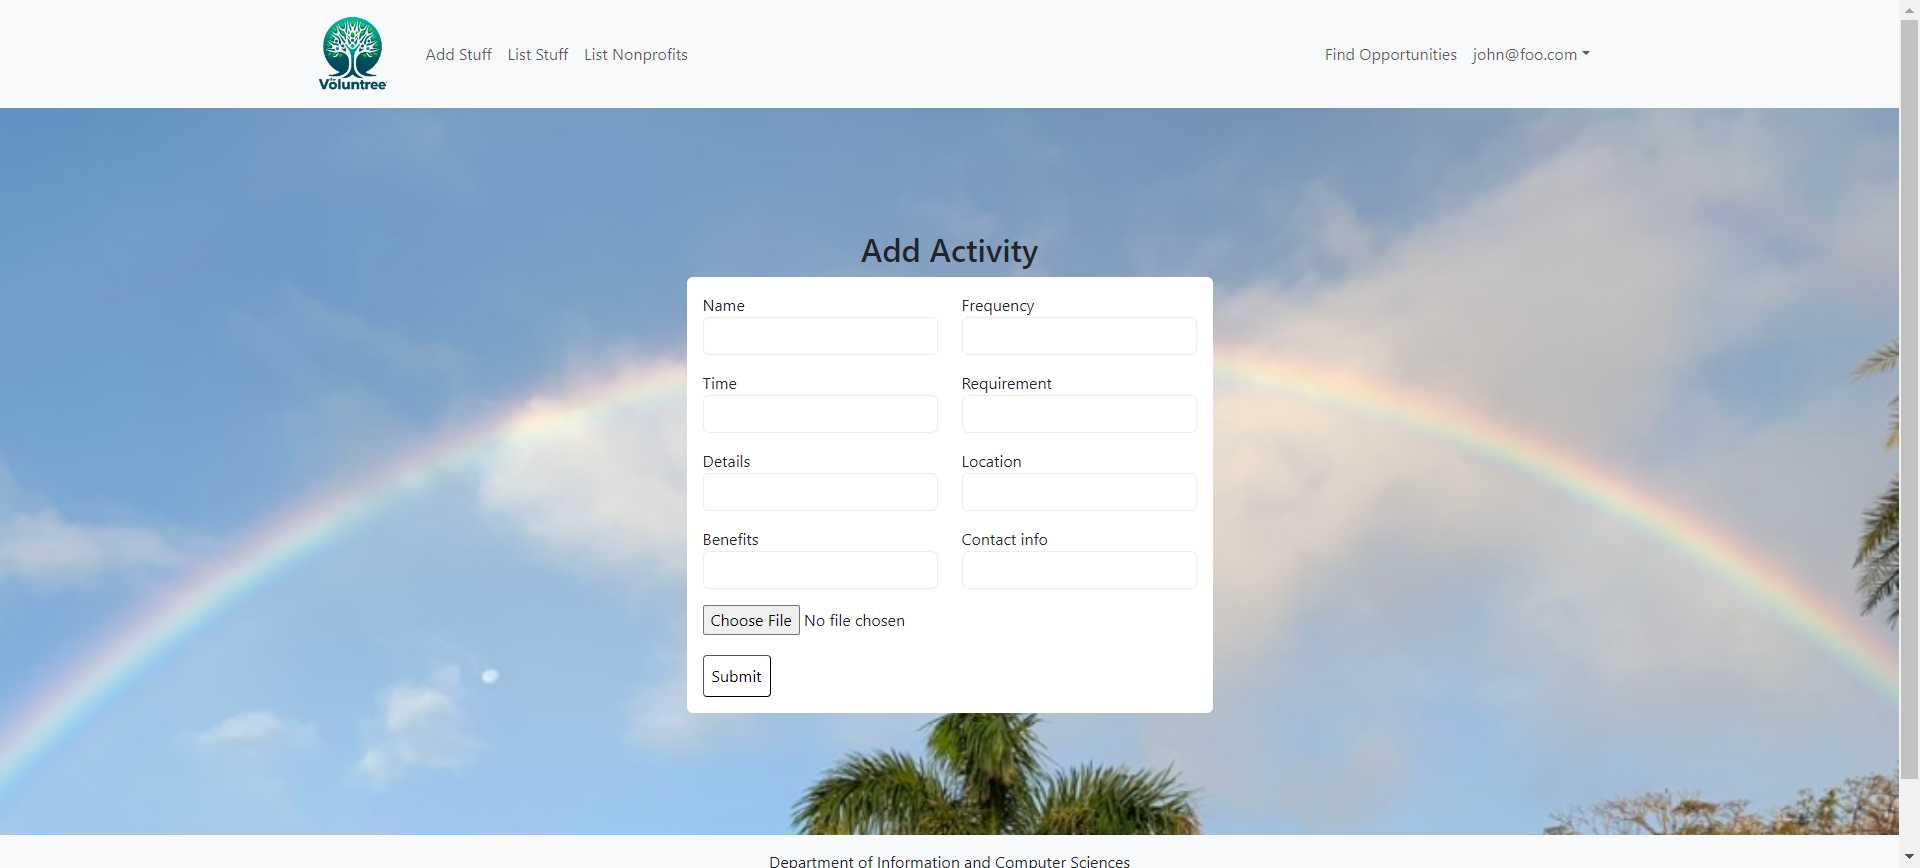 the
Voluntree
Add Stuff List Stuff List Nonprofits
Find Opportunities john@foo.com
Add Activity
Name Frequency
Time Requirement
Details Location
Benefits Contact info
Choose File No file chosen
Submit
Department of Information and Computer Sciences